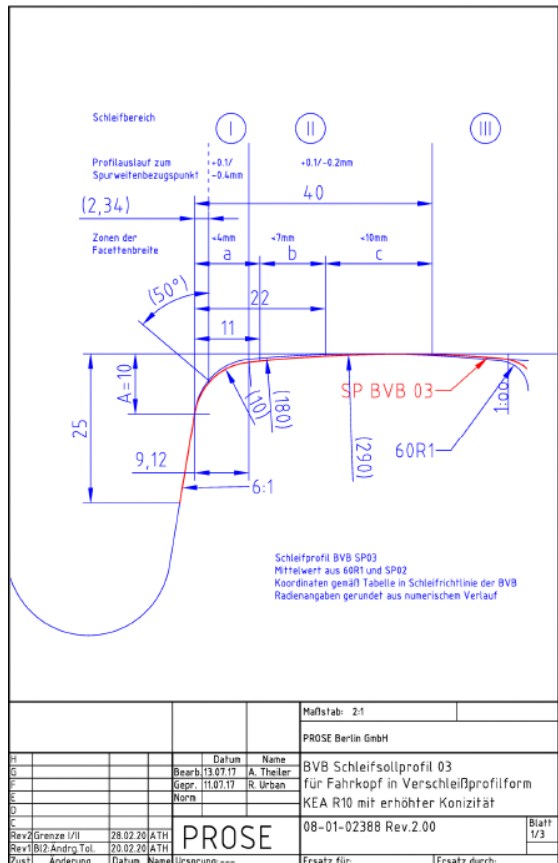 Schleifbereich
I
II
III
Profilauslauf zum
Spurweitenbezugspunkt
+0.1/
-0.4mm
+0.1/-0.2mm
40
(2,34)
Zonen der
Facettenbreite
<4mm
<7mm
<10mm
a
b
c
(50°)
22
11
A=10
25
(10)
(180)
(290)
SP BVB 03
1:∞
60R1
9,12
6:1
Schleifprofil BVB SP03
Mittelwert aus 60R1 und SP02
Koordinaten gemäß Tabelle in Schleifrichtlinie der BVB
Radienangaben gerundet aus numerischem Verlauf
Maßstab: 2:1
PROSE Berlin GmbH
H
Datum Name
G
Bearb. 13.07.17 A. Theiler
F
Gepr. 11.07.17 R. Urban
E
Norm
D
C
BVB Schleifsollprofil 03
für Fahrkopf in Verschleißprofilform
KEA R10 mit erhöhter Konizität
Rev2 Grenze I/II 28.02.20 ATH
Rev1 Bl2:Ändrg.Tol. 20.02.20 ATH
PROSE
08-01-02388 Rev.2.00
Blatt
1/3
Zust. Änderung Datum Name Ursprung:---
Ersatz für:
Ersatz durch: